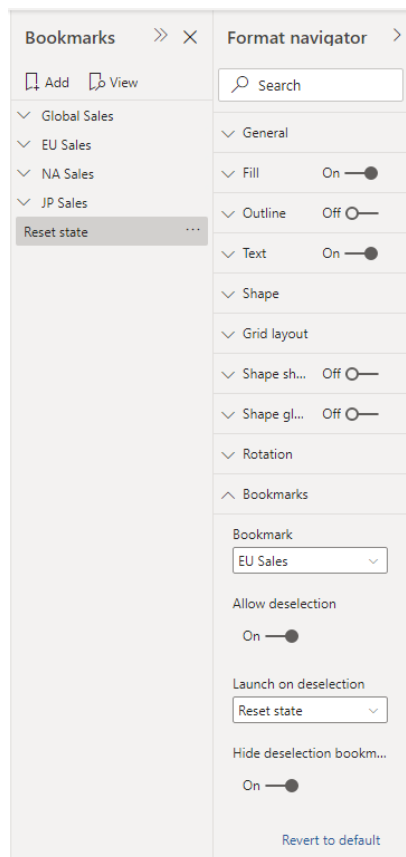 Bookmarks
Add View
Global Sales
EU Sales
NA Sales
JP Sales
Reset state
Format navigator
Search
General
Fill On
Outline Off
Text On
Shape
Grid layout
Shape sh... Off
Shape gl... Off
Rotation
Bookmarks
Bookmark
EU Sales
Allow deselection
On
Launch on deselection
Reset state
Hide deselection bookm...
On
Revert to default